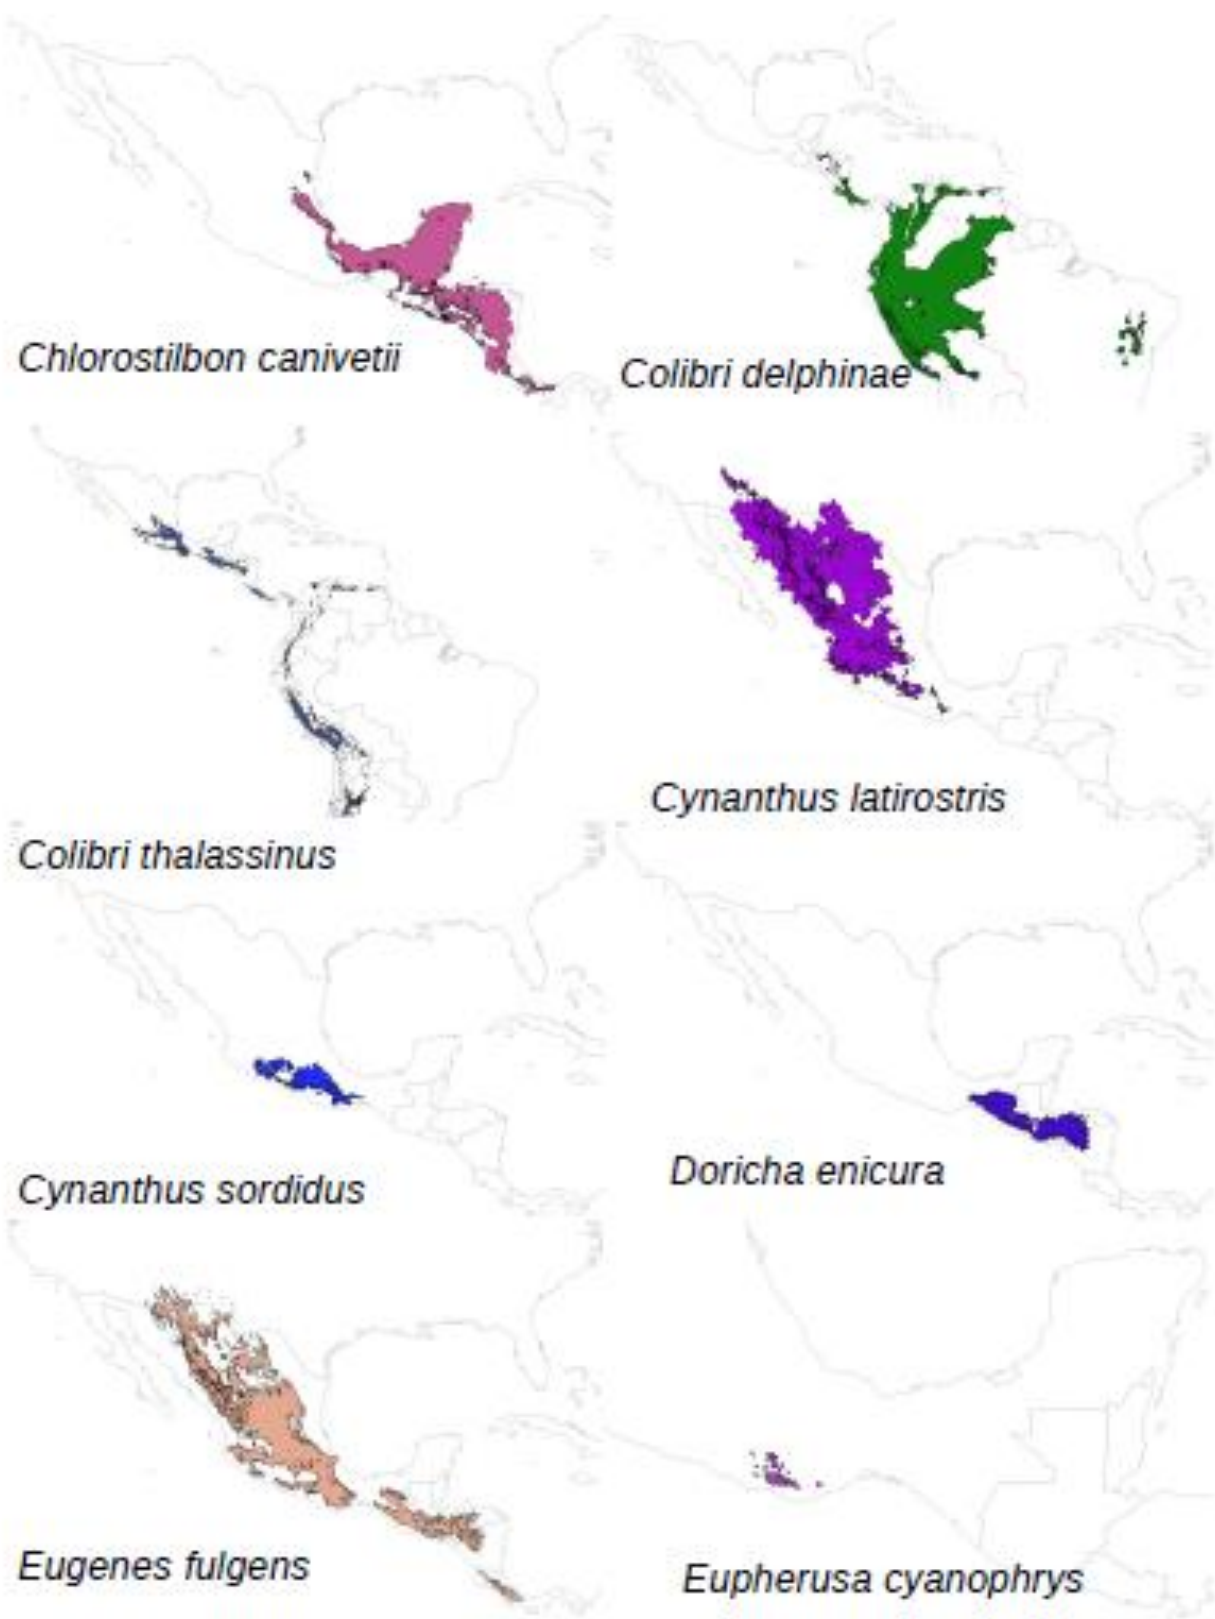 Chlorostilbon canivetii
Colibri delphinae
Colibri thalassinus
Cynanthus latirostris
Cynanthus sordidus
Doricha enicura
Eugenes fulgens
Eupherusa cyanophrys